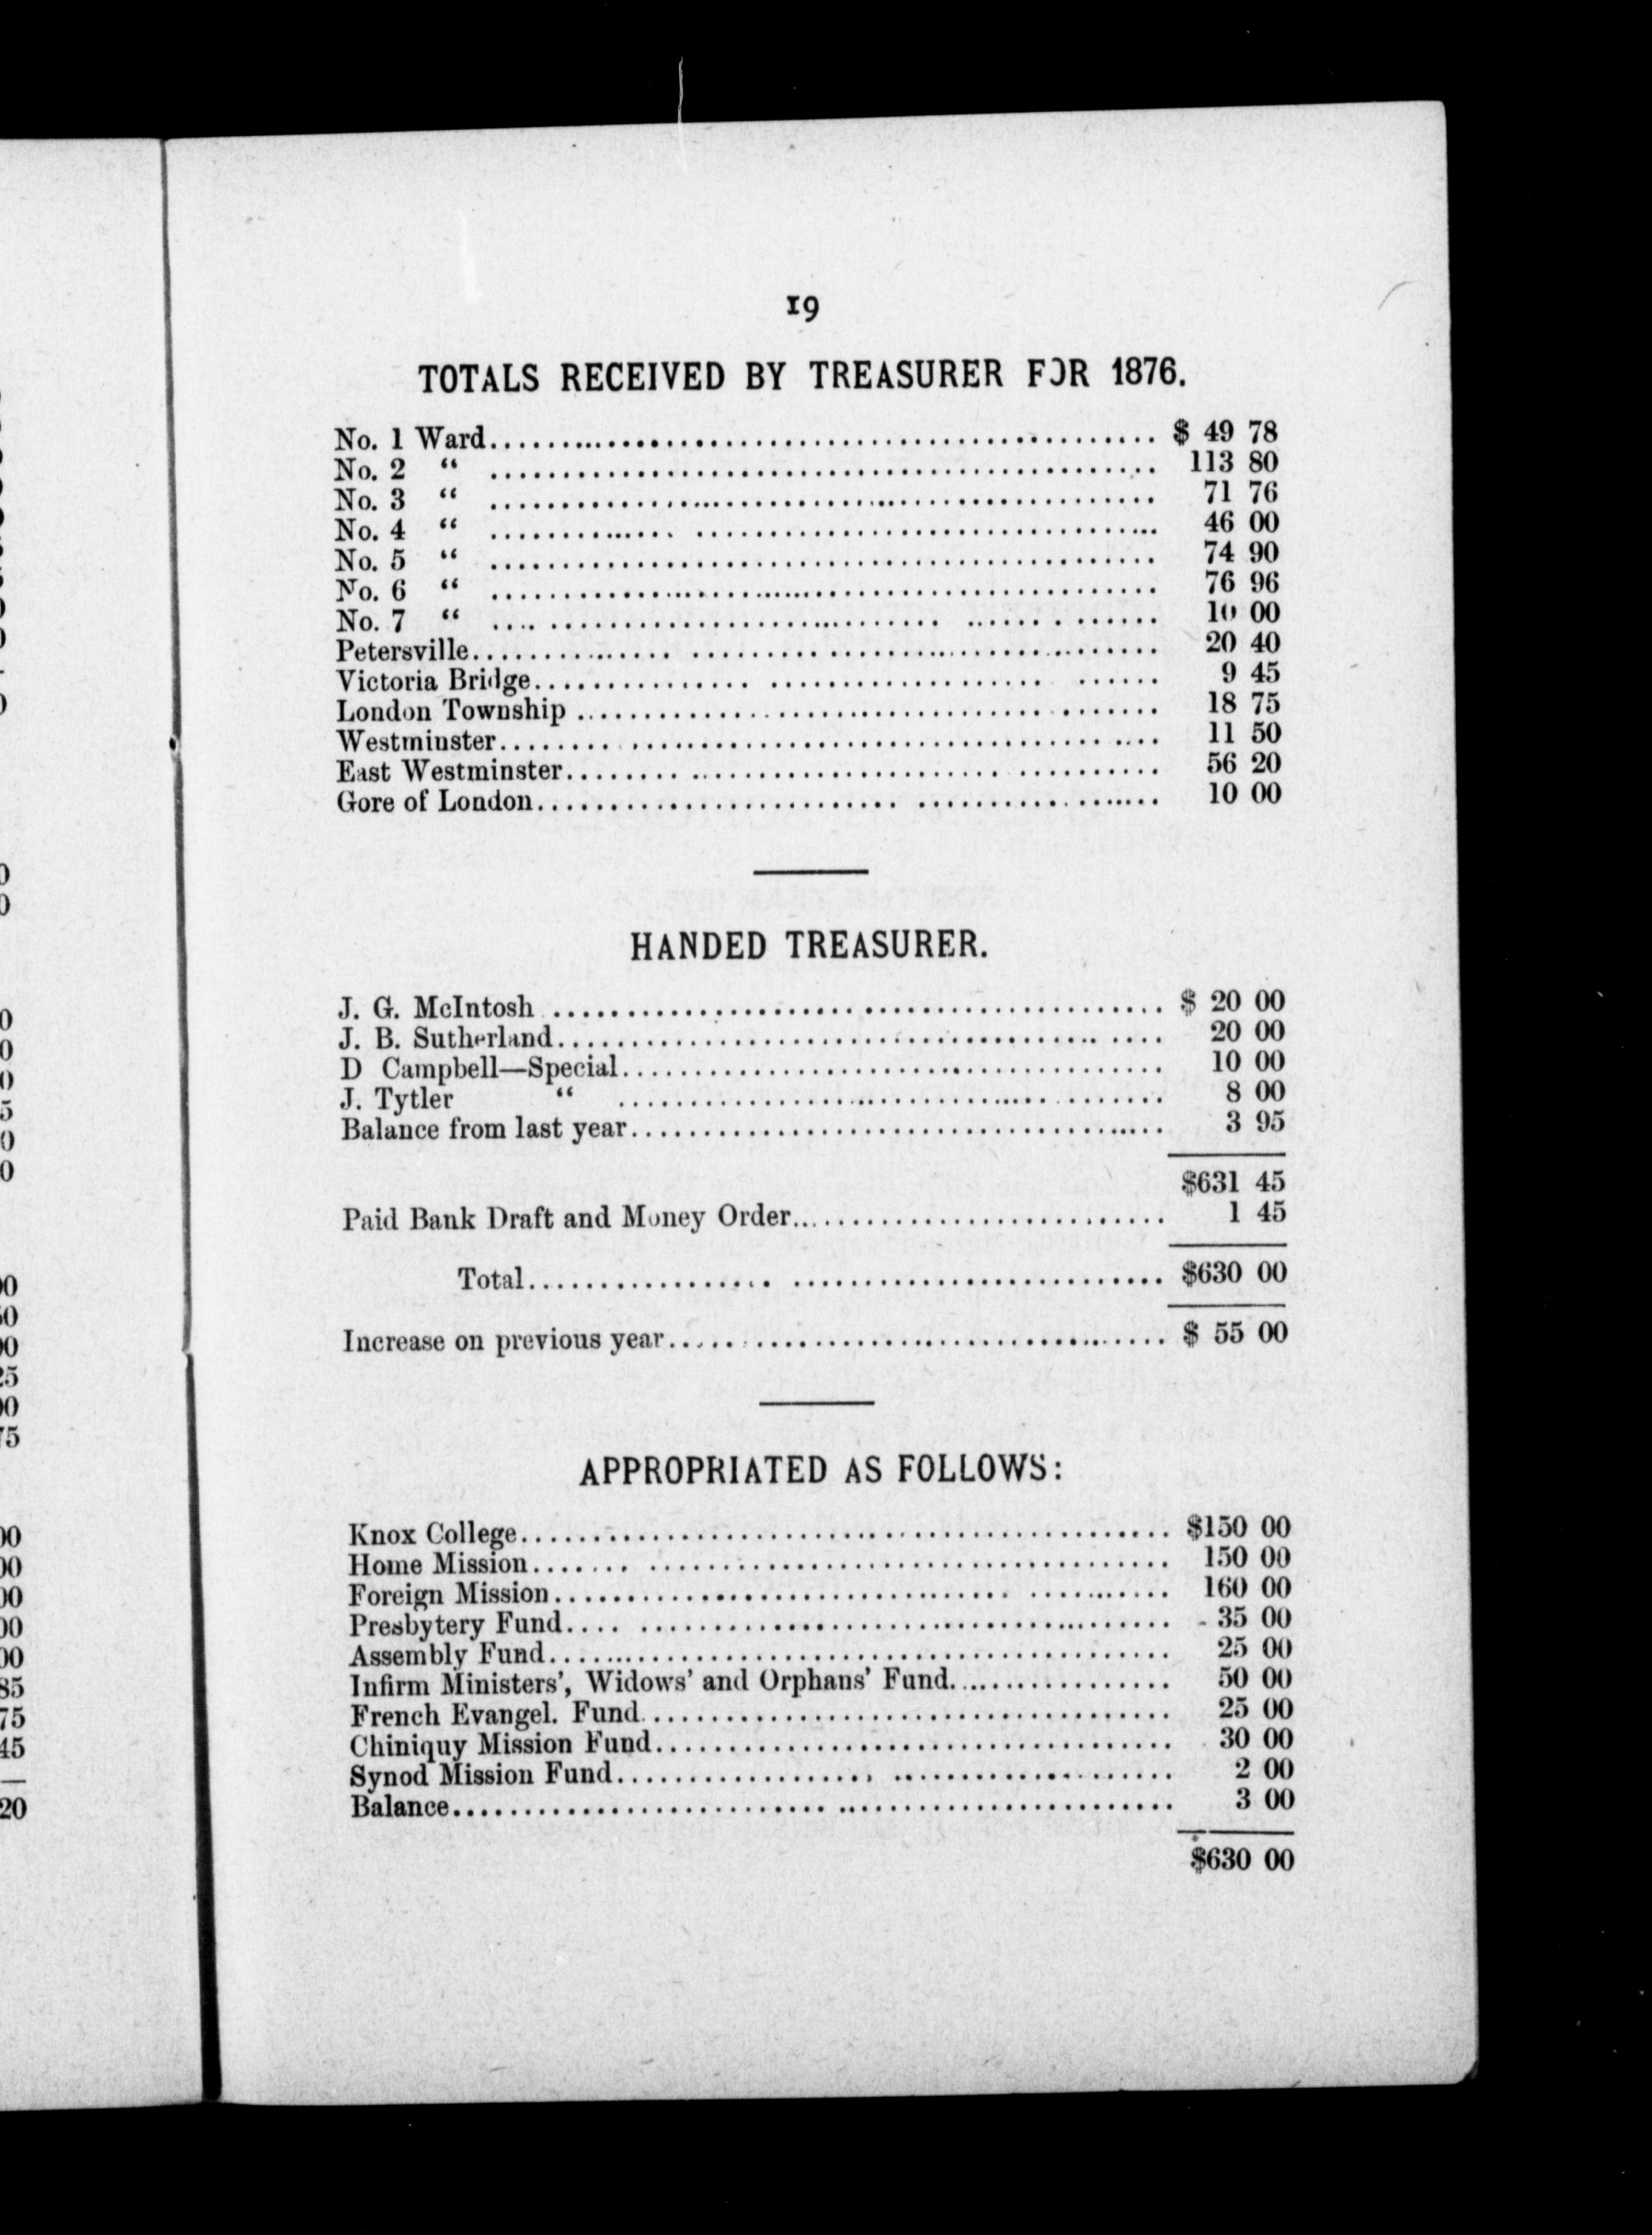 19
TOTALS RECEIVED BY TREASURER FOR 1876.
No. 1 Ward........................................ $ 49 78
No. 2 “ ........................................ 113 80
No. 3 “ ........................................ 71 76
No. 4 “ ........................................ 46 00
No. 5 “ ........................................ 74 90
No. 6 “ ........................................ 76 96
No. 7 “ ........................................ 10 00
Petersville........................................ 20 40
Victoria Bridge........................................ 9 45
London Township ........................................ 18 75
Westminster........................................ 11 50
East Westminster........................................ 56 20
Gore of London........................................ 10 00
HANDED TREASURER.
J. G. McIntosh ........................................ $ 20 00
J. B. Sutherland........................................ 20 00
D Campbell—Special........................................ 10 00
J. Tytler “ ........................................ 8 00
Balance from last year........................................ 3 95
$631 45
Paid Bank Draft and Money Order............................ 1 45
Total........................................ $630 00
Increase on previous year........................................ $ 55 00
APPROPRIATED AS FOLLOWS:
Knox College........................................ $150 00
Home Mission........................................ 150 00
Foreign Mission........................................ 160 00
Presbytery Fund........................................ 35 00
Assembly Fund........................................ 25 00
Infirm Ministers', Widows' and Orphans' Fund.................. 50 00
French Evangel. Fund........................................ 25 00
Chiniquy Mission Fund........................................ 30 00
Synod Mission Fund........................................ 2 00
Balance........................................ 3 00
$630 00